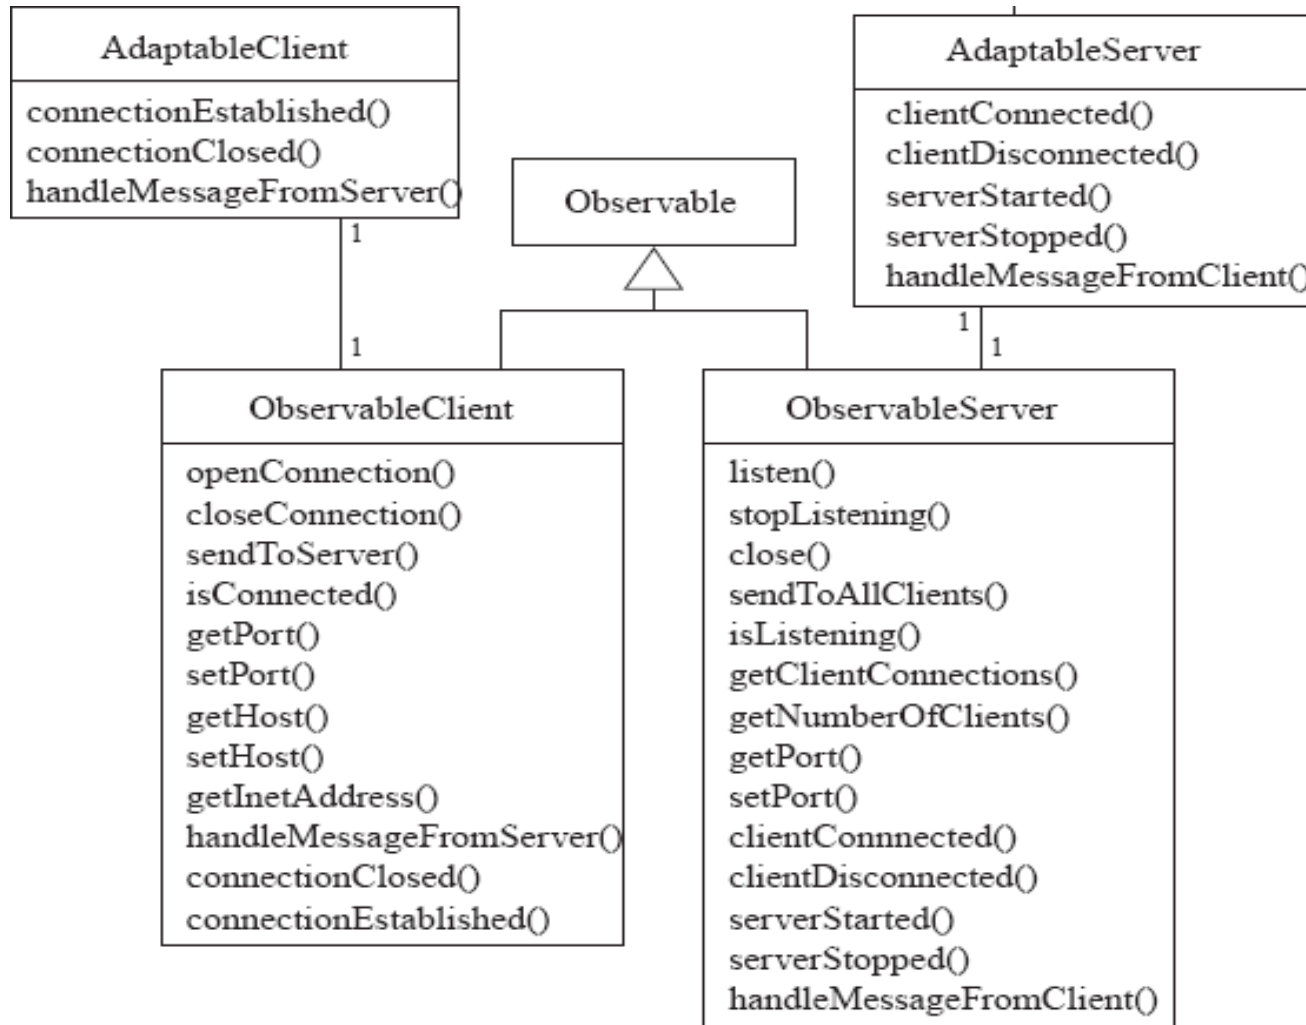 AdaptableClient
connectionEstablished()
connectionClosed()
handleMessageFromServer()
1
1
Observable
AdaptableServer
clientConnected()
clientDisconnected()
serverStarted()
serverStopped()
handleMessageFromClient()
1
1
ObservableClient
openConnection()
closeConnection()
sendToServer()
isConnected()
getPort()
setPort()
getHost()
setHost()
getInetAddress()
handleMessageFromServer()
connectionClosed()
connectionEstablished()
ObservableServer
listen()
stopListening()
close()
sendToAllClients()
isListening()
getClientConnections()
getNumberOfClients()
getPort()
setPort()
clientConnnected()
clientDisconnected()
serverStarted()
serverStopped()
handleMessageFromClient()